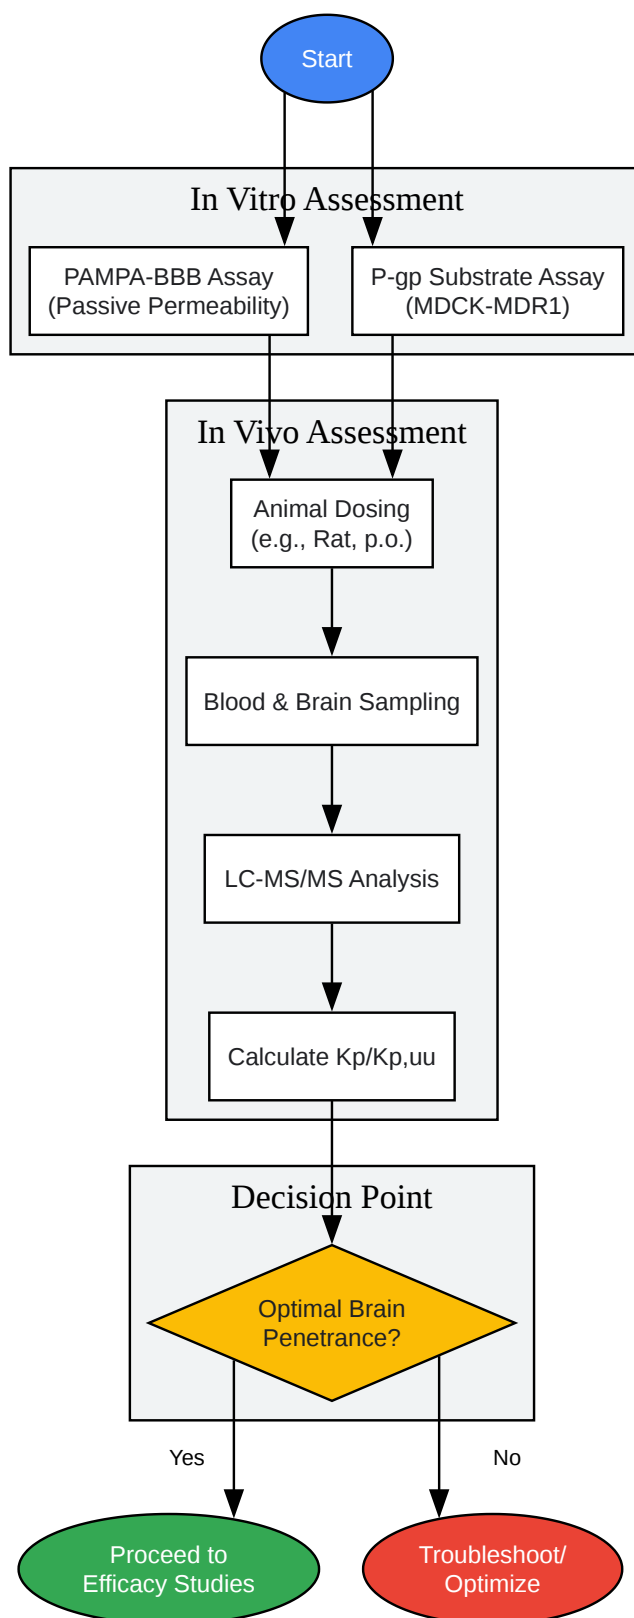 Start
In Vitro Assessment
PAMPA-BBB Assay
(Passive Permeability)
P-gp Substrate Assay
(MDCK-MDR1)
In Vivo Assessment
Animal Dosing
(e.g., Rat, p.o.)
Blood & Brain Sampling
LC-MS/MS Analysis
Calculate Kp/Kp,uu
Decision Point
Optimal Brain
Penetrance?
Yes
No
Proceed to
Efficacy Studies
Troubleshoot/
Optimize